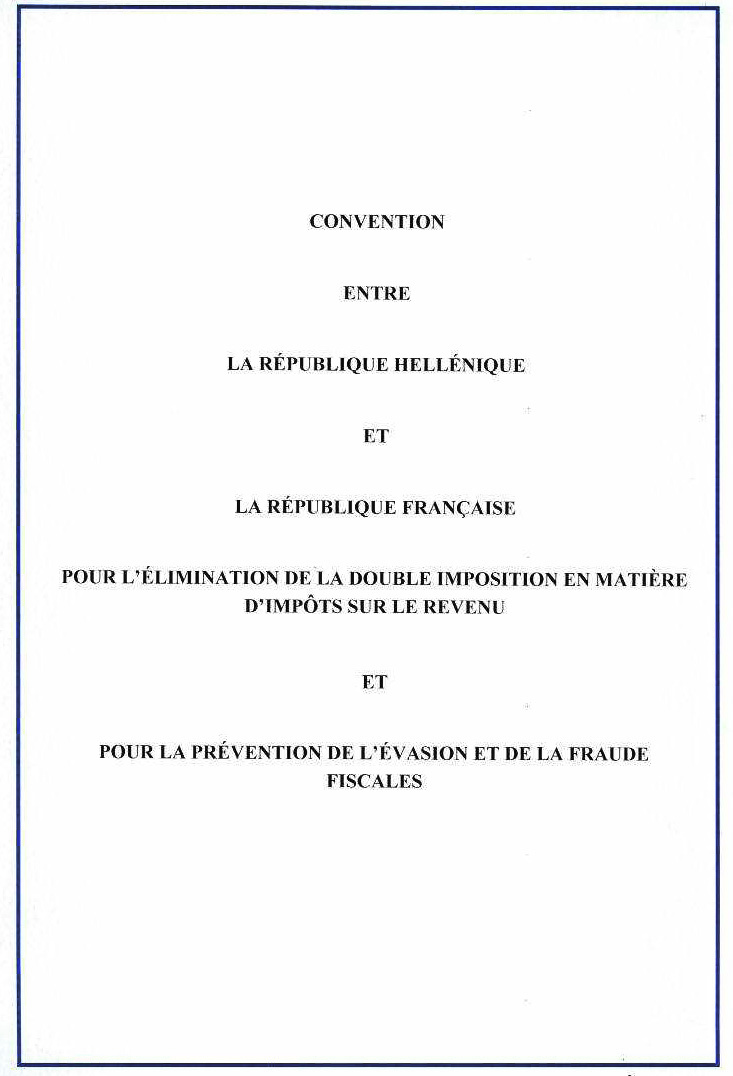 CONVENTION
ENTRE
LA RÉPUBLIQUE HELLÉNIQUE
ET
LA RÉPUBLIQUE FRANÇAISE
POUR L’ÉLIMINATION DE LA DOUBLE IMPOSITION EN MATIÈRE
D’IMPÔTS SUR LE REVENU
ET
POUR LA PRÉVENTION DE L’ÉVASION ET DE LA FRAUDE
FISCALES